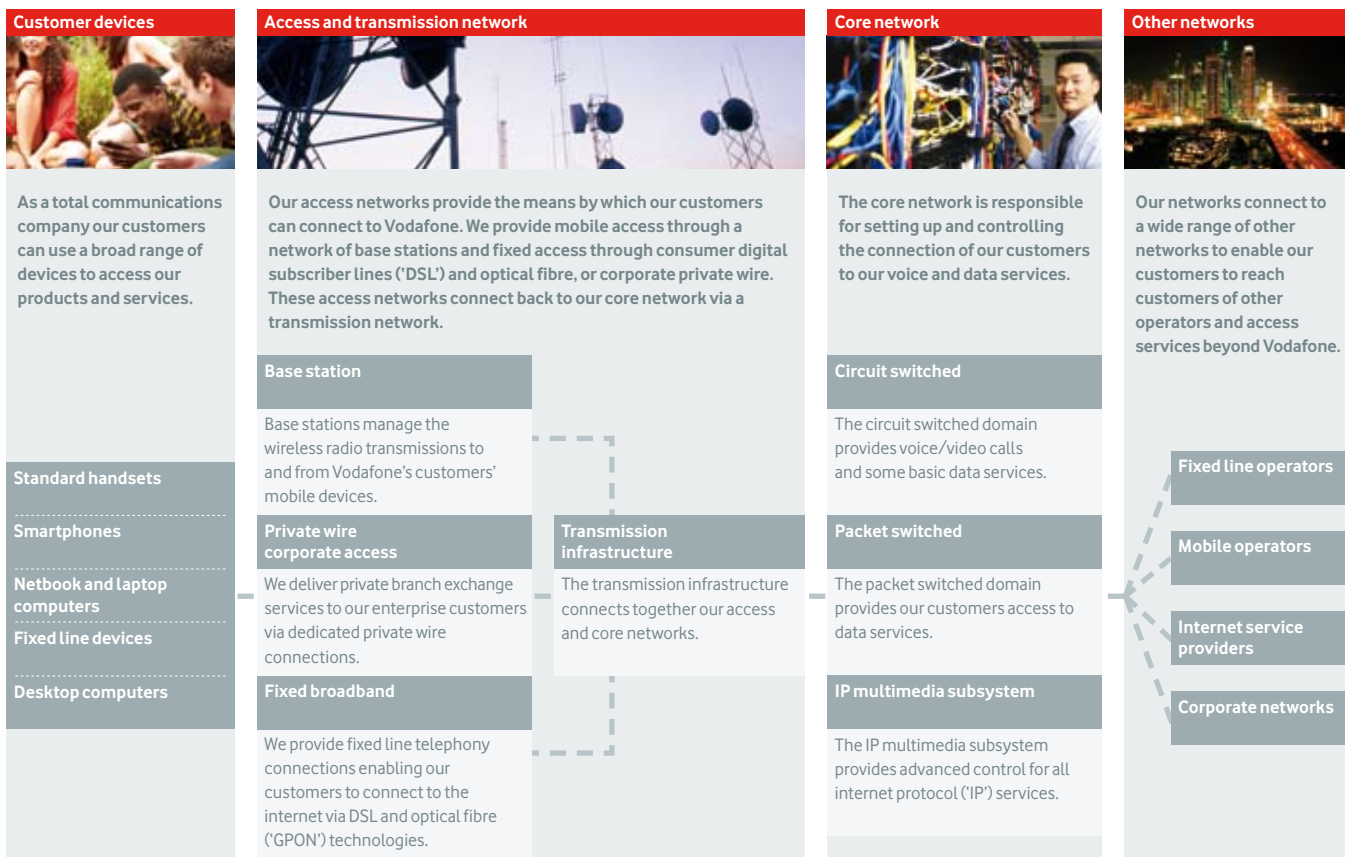 Customer devices
As a total communications
company our customers
can use a broad range of
devices to access our
products and services.
Standard handsets
Smartphones
Netbook and laptop
computers
Fixed line devices
Desktop computers
Access and transmission network
Our access networks provide the means by which our customers
can connect to Vodafone. We provide mobile access through a
network of base stations and fixed access through consumer digital
subscriber lines (‘DSL’) and optical fibre, or corporate private wire.
These access networks connect back to our core network via a
transmission network.
Base station
Base stations manage the
wireless radio transmissions to
and from Vodafone’s customers’
mobile devices.
Private wire
corporate access
We deliver private branch exchange
services to our enterprise customers
via dedicated private wire
connections.
Fixed broadband
We provide fixed line telephony
connections enabling our
customers to connect to the
internet via DSL and optical fibre
(‘GPON’) technologies.
Transmission
infrastructure
The transmission infrastructure
connects together our access
and core networks.
Core network
The core network is responsible
for setting up and controlling
the connection of our customers
to our voice and data services.
Circuit switched
The circuit switched domain
provides voice/video calls
and some basic data services.
Packet switched
The packet switched domain
provides our customers access to
data services.
IP multimedia subsystem
The IP multimedia subsystem
provides advanced control for all
internet protocol (‘IP’) services.
Other networks
Our networks connect to
a wide range of other
networks to enable our
customers to reach
customers of other
operators and access
services beyond Vodafone.
Fixed line operators
Mobile operators
Internet service
providers
Corporate networks